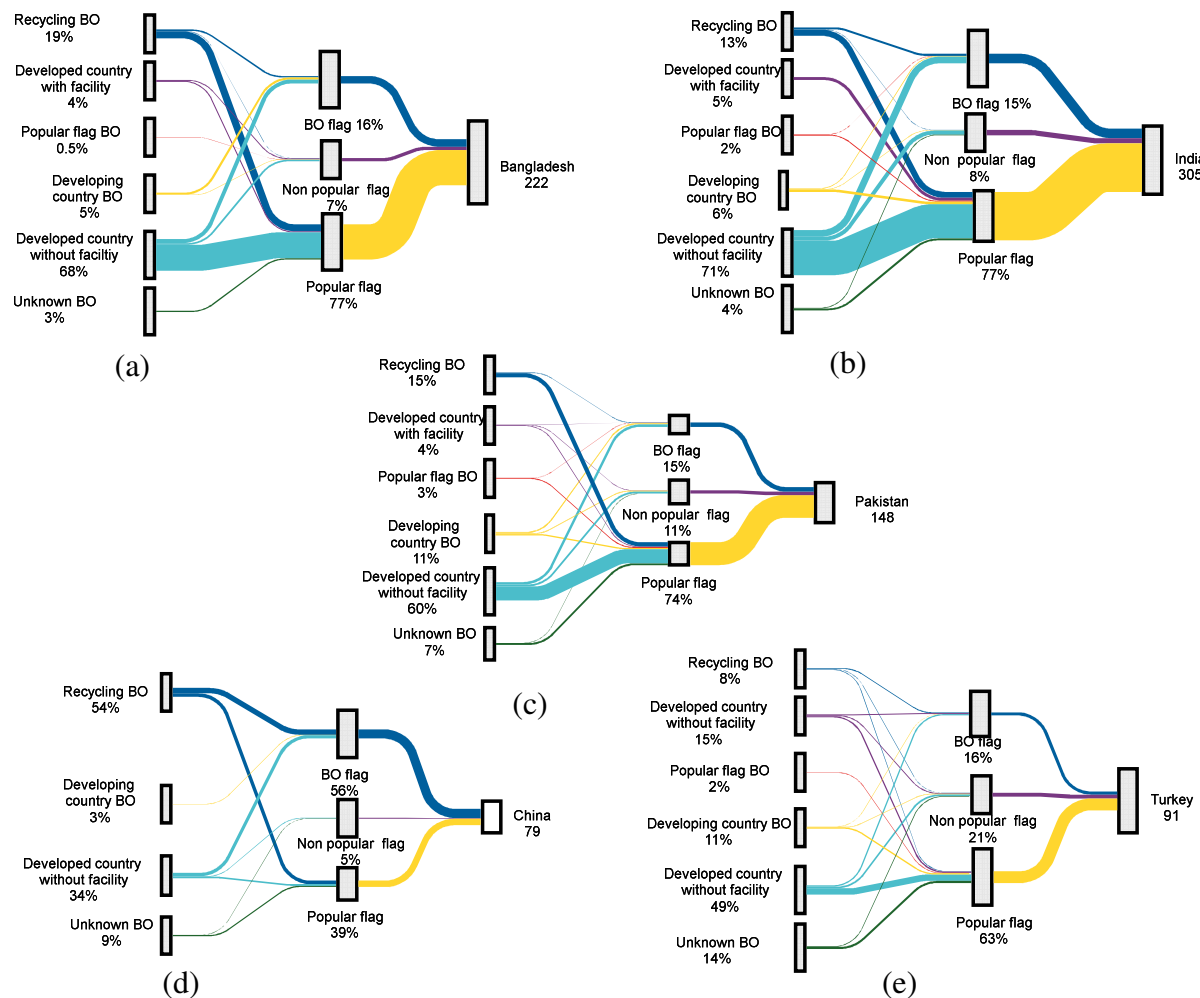 Recycling BO
19%
Developed country
with facility
4%
Popular flag BO
0.5%
Developing
country BO
5%
Developed country
without faciltiy
68%
Unknown BO
3%
BO flag 16%
Non popular flag
7%
Popular flag
77%
Bangladesh
222
(a)
Recycling BO
13%
Developed country
with facility
5%
Popular flag BO
2%
Developing
country BO
6%
Developed country
without facility
71%
Unknown BO
4%
BO flag 15%
Non popular flag
8%
Popular flag
77%
India
305
(b)
Recycling BO
15%
Developed country
with facility
4%
Popular flag BO
3%
Developing
country BO
11%
Developed country
without facility
60%
Unknown BO
7%
BO flag
15%
Non popular flag
11%
Popular flag
74%
Pakistan
148
(c)
Recycling BO
54%
Developing
country BO
3%
Developed country
without facility
34%
Unknown BO
9%
BO flag
56%
Non popular flag
5%
Popular flag
39%
China
79
(d)
Recycling BO
8%
Developed country
without facility
15%
Popular flag BO
2%
Developing country BO
11%
Developed country
without facility
49%
Unknown BO
14%
BO flag
16%
Non popular flag
21%
Popular flag
63%
Turkey
91
(e)